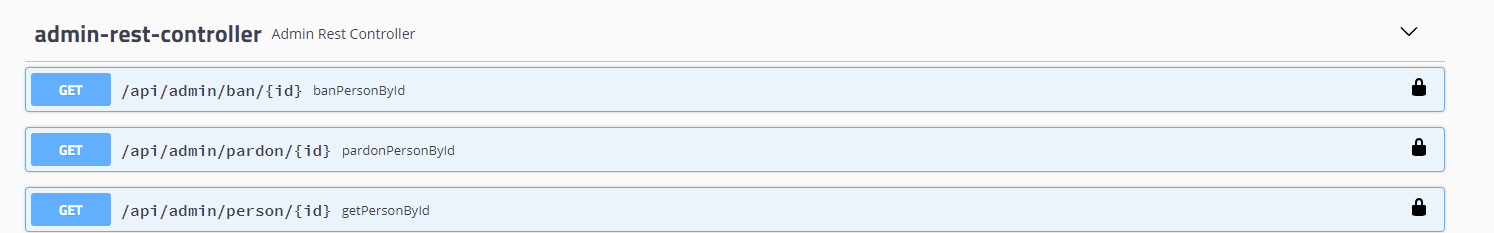 admin-rest-controller Admin Rest Controller
GET /api/admin/ban/{id} banPersonById
GET /api/admin/pardon/{id} pardonPersonById
GET /api/admin/person/{id} getPersonById